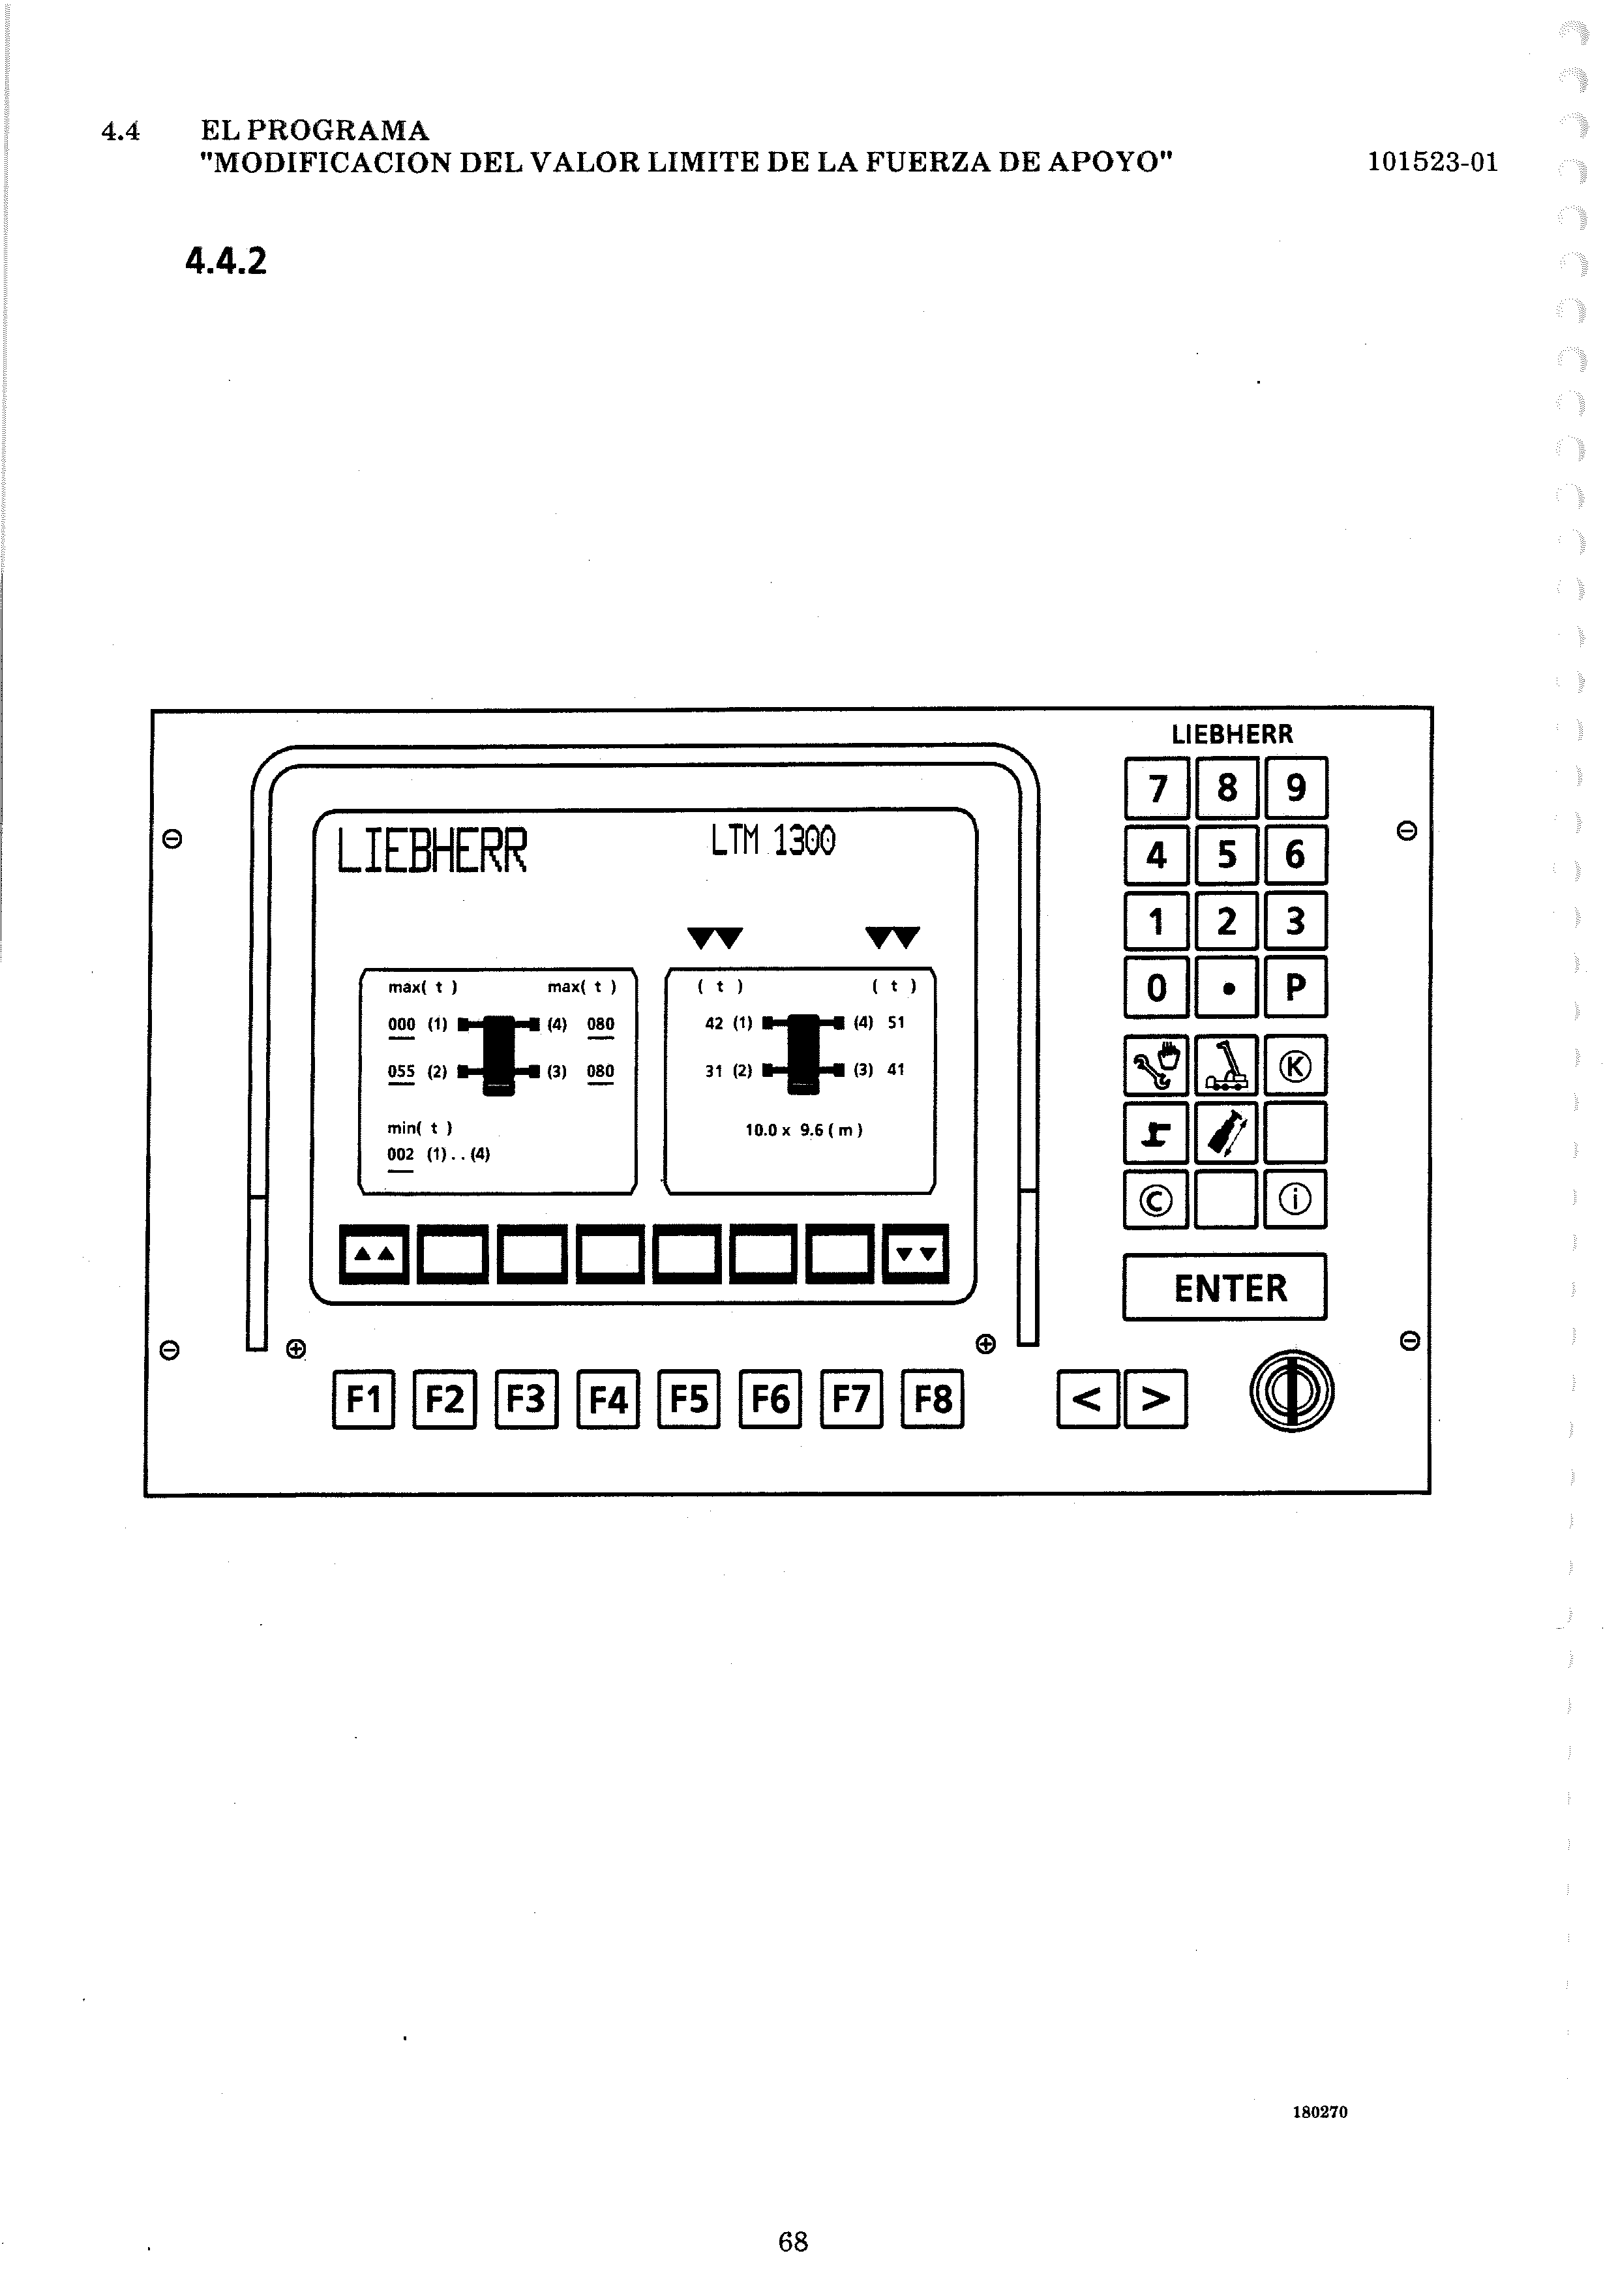 4.4 EL PROGRAMA
"MODIFICACION DEL VALOR LIMITE DE LA FUERZA DE APOYO" 101523-01
4.4.2
LIEBHERR
7 8 9
4 5 6
1 2 3
0 • P
K
C i
ENTER
LIEBHERR LTM 1300
max( t ) max( t )
000 (1) (4) 080
055 (2) (3) 080
min( t )
002 (1) . . (4)
( t ) ( t )
42 (1) (4) 51
31 (2) (3) 41
10.0 x 9.6 ( m )
F1 F2 F3 F4 F5 F6 F7 F8 < >
180270
68